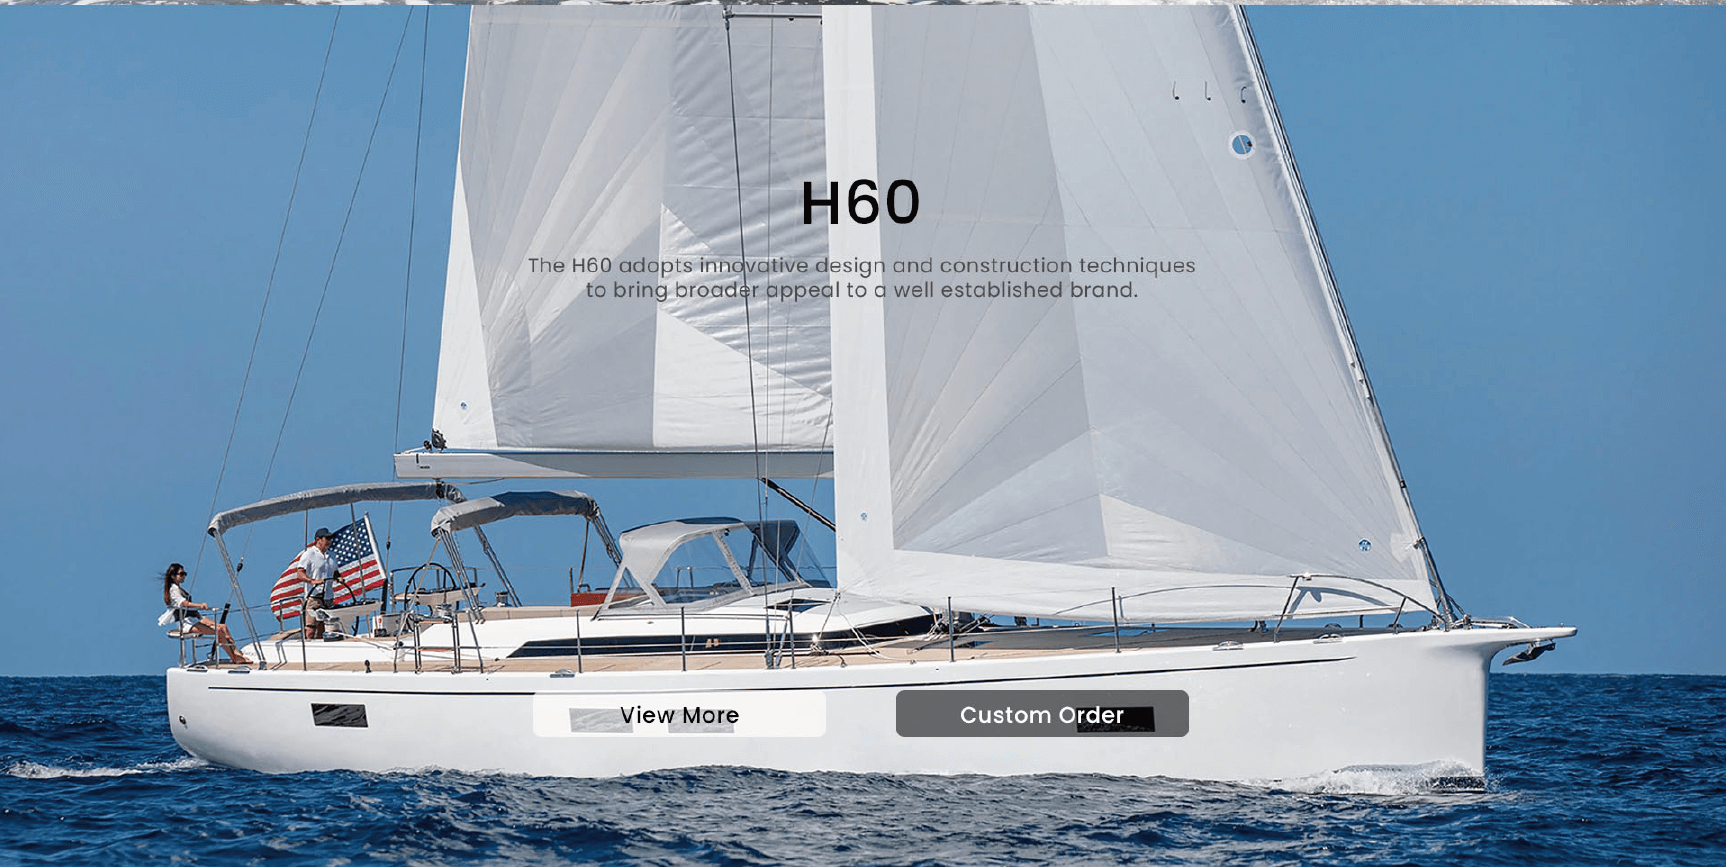 H60
The H60 adopts innovative design and construction techniques
to bring broader appeal to a well established brand.
View More
Custom Order